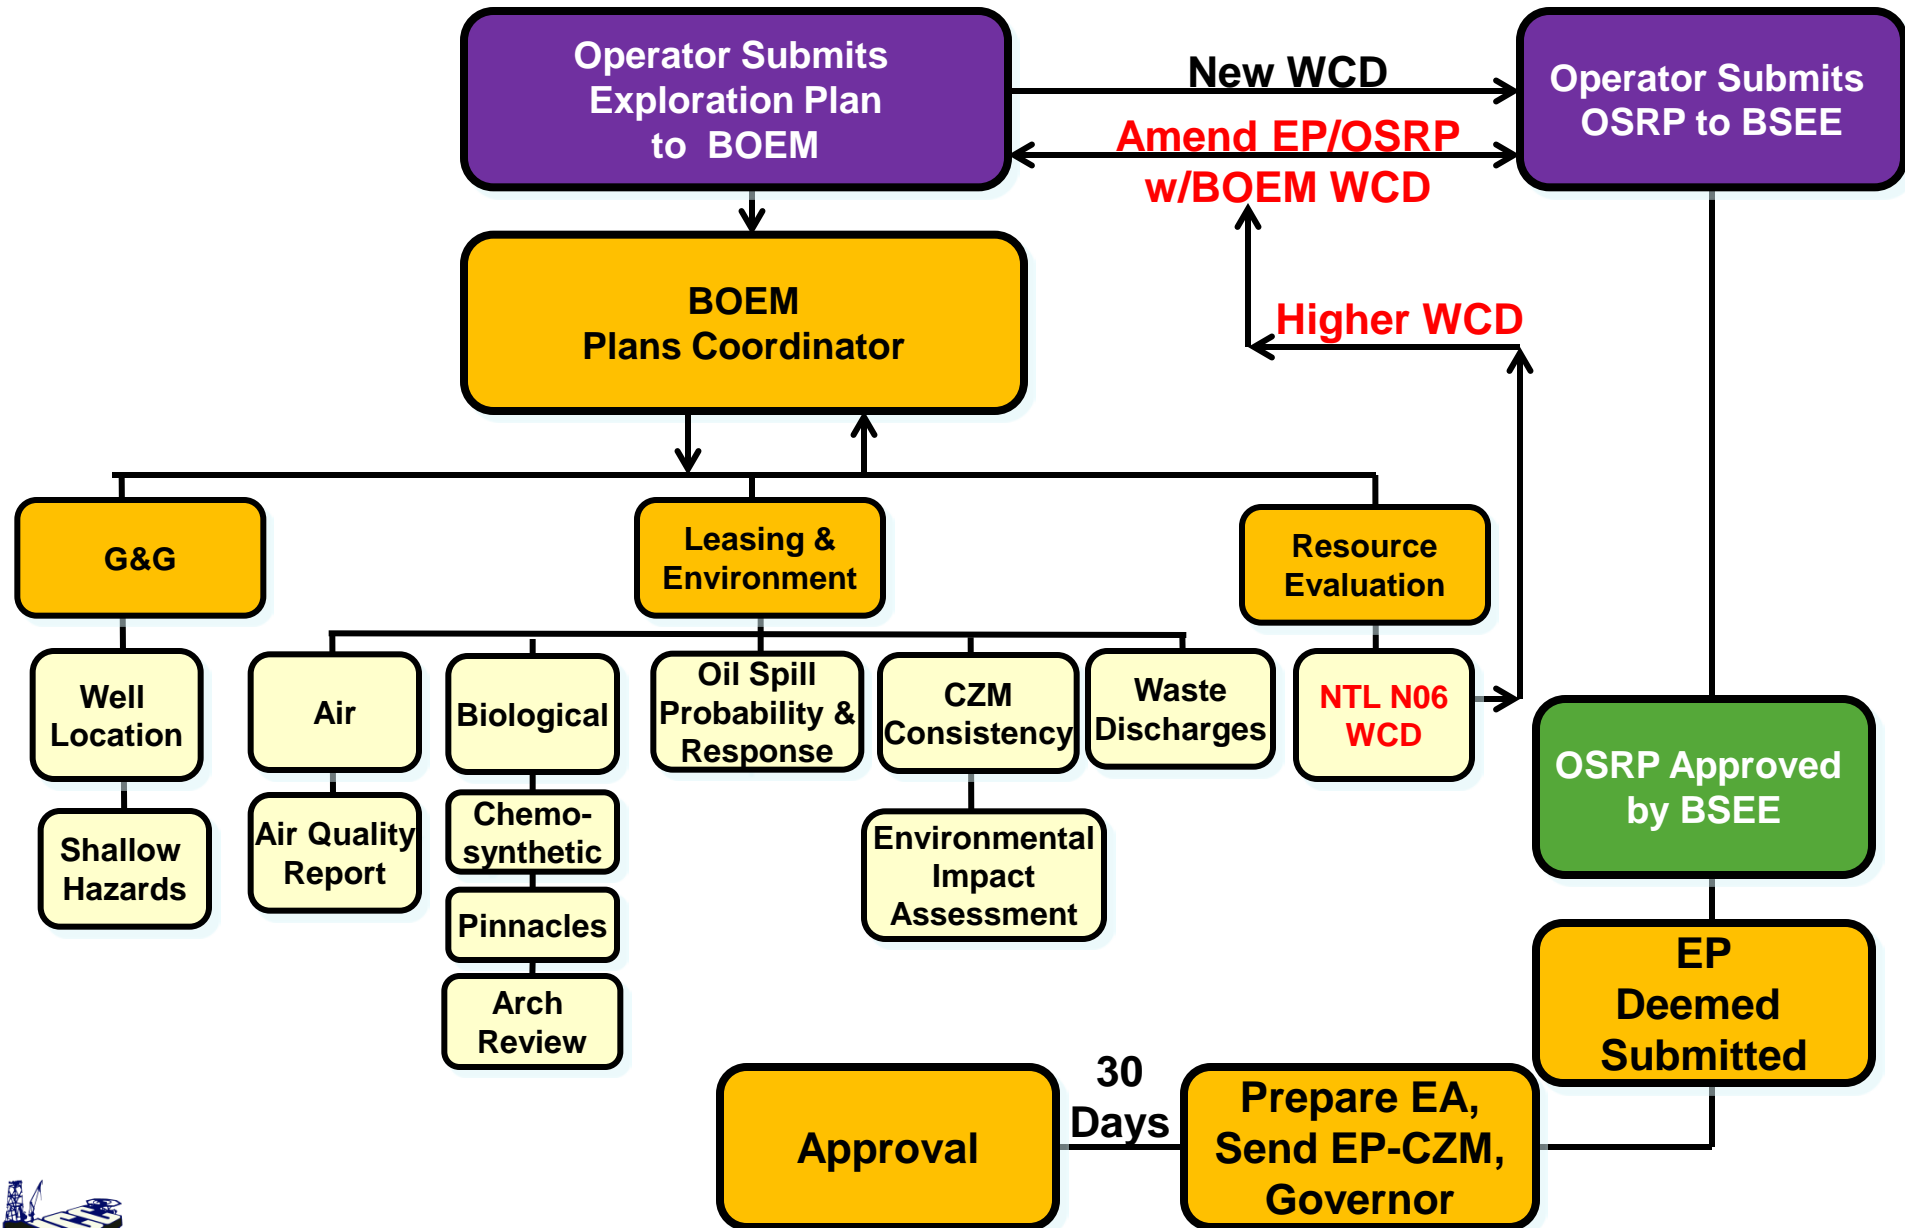 Operator Submits
Exploration Plan
to BOEM
New WCD
Operator Submits
OSRP to BSEE
Amend EP/OSRP
w/BOEM WCD
BOEM
Plans Coordinator
Higher WCD
G&G
Leasing &
Environment
Resource
Evaluation
Well
Location
Shallow
Hazards
Air
Air Quality
Report
Biological
Chemo-
synthetic
Pinnacles
Arch
Review
Oil Spill
Probability &
Response
CZM
Consistency
Environmental
Impact
Assessment
Waste
Discharges
NTL N06
WCD
OSRP Approved
by BSEE
EP
Deemed
Submitted
Prepare EA,
Send EP-CZM,
Governor
30
Days
Approval